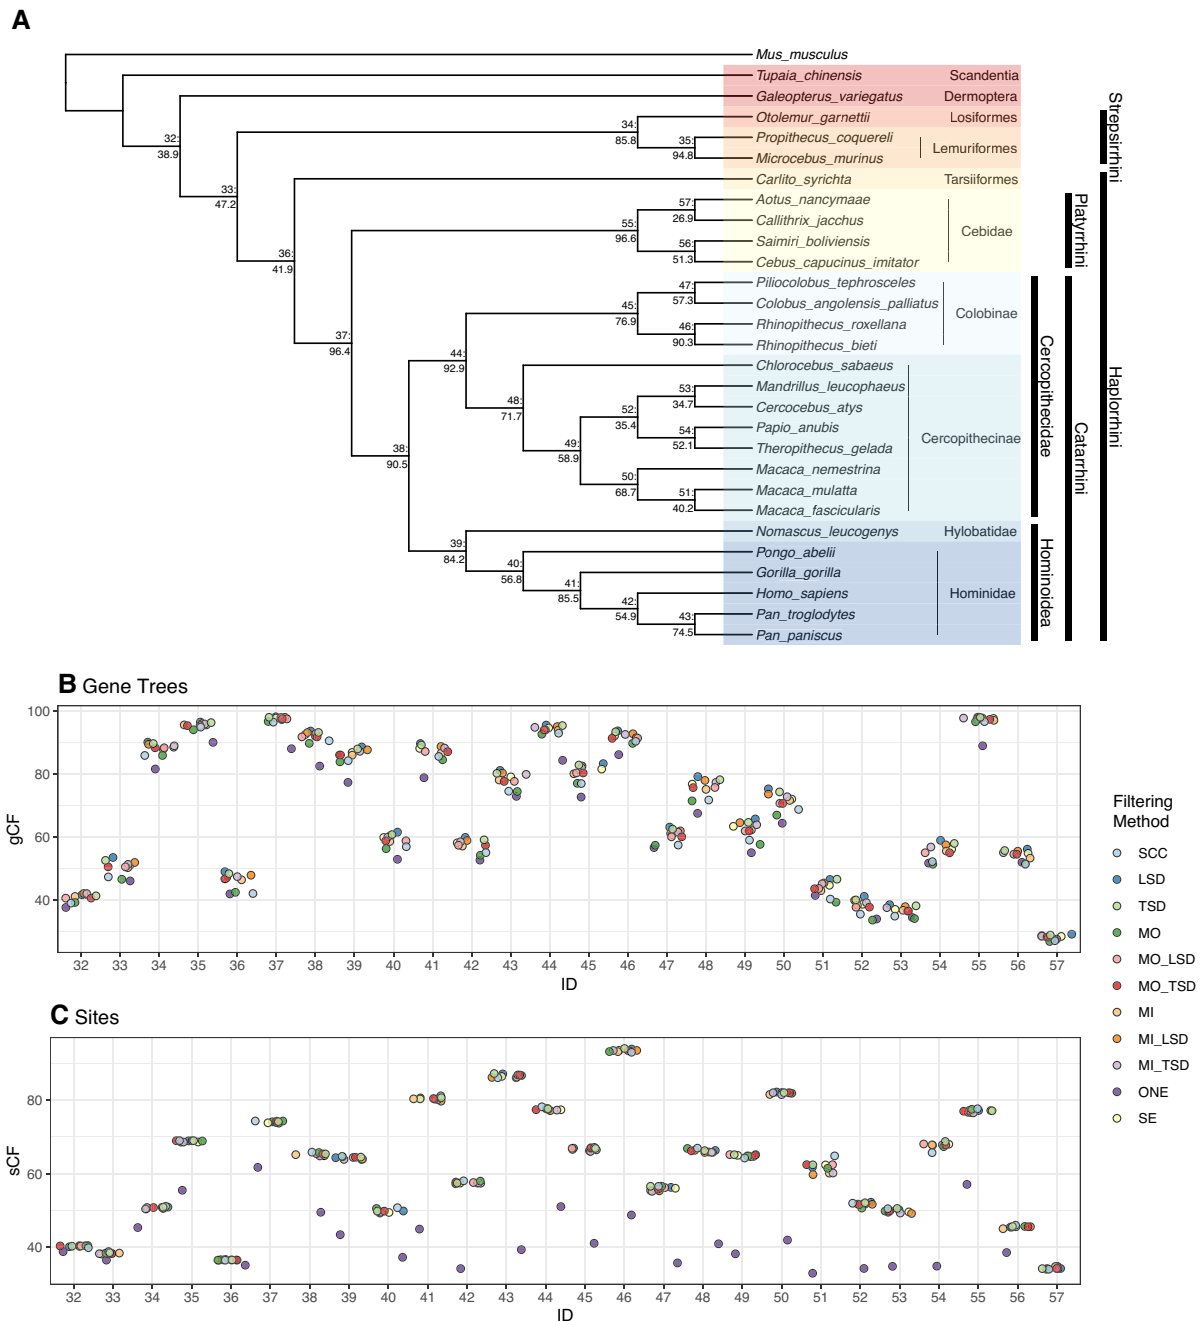 A
Mus_musculus
Tupaia_chinensis Scandentia
Galeopterus_variegatus Dermoptera
Otolemur_garnettii Losiformes
Propithecus_coquereli
Lemuriformes
Microcebus_murinus
Carlito_syrichta Tarsiiformes
Aotus_nancymaae
Callithrix_jacchus
Cebidae
Saimiri_boliviensis
Cebus_capucinus_imitator
Piliocolobus_tephrosceles
Colobus_angolensis_palliatus
Colobinae
Rhinopithecus_roxellana
Rhinopithecus_bieti
Chlorocebus_sabaeus
Mandrillus_leucophaeus
Cercocebus_atys
Papio_anubis
Cercopithecinae
Theropithecus_gelada
Macaca_nemestrina
Macaca_mulatta
Macaca_fascicularis
Nomascus_leucogenys Hylobatidae
Pongo_abelii
Gorilla_gorilla
Homo_sapiens Hominidae
Pan_troglodytes
Pan_paniscus
32:
38.9
33:
47.2
34:
85.8
35:
94.8
36:
41.9
37:
96.4
55:
96.6
57:
26.9
56:
51.3
38:
90.5
44:
92.9
45:
76.9
47:
57.3
46:
90.3
48:
71.7
49:
58.9
52:
35.4
53:
34.7
54:
52.1
50:
68.7
51:
40.2
39:
84.2
40:
56.8
41:
85.5
42:
54.9
43:
74.5
Strepsirrhini
Platyrrhini
Haplorrhini
Cercopithecidae
Catarrhini
Hominoidea
B Gene Trees
100
80
60
40
gCF
32 33 34 35 36 37 38 39 40 41 42 43 44 45 46 47 48 49 50 51 52 53 54 55 56 57
ID
C Sites
80
60
40
sCF
32 33 34 35 36 37 38 39 40 41 42 43 44 45 46 47 48 49 50 51 52 53 54 55 56 57
ID
Filtering
Method
SCC
LSD
TSD
MO
MO_LSD
MO_TSD
MI
MI_LSD
MI_TSD
ONE
SE